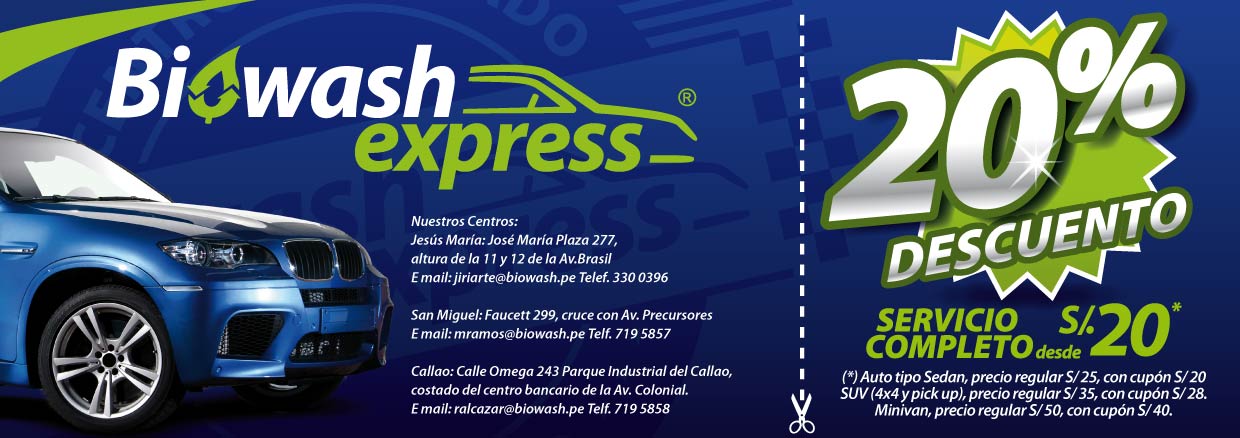 Biowash
express
®
Nuestros Centros:
Jesús María: José María Plaza 277,
altura de la 11 y 12 de la Av.Brasil
E mail: jiriarte@biowash.pe Telef. 330 0396
San Miguel: Faucett 299, cruce con Av. Precursores
E mail: mramos@biowash.pe Telf. 719 5857
Callao: Calle Omega 243 Parque Industrial del Callao,
costado del centro bancario de la Av. Colonial.
E mail: ralcazar@biowash.pe Telf. 719 5858
20%
DESCUENTO
SERVICIO
COMPLETO desde S/.20*
(*) Auto tipo Sedan, precio regular S/ 25, con cupón S/ 20
SUV (4x4 y pick up), precio regular S/ 35, con cupón S/ 28.
Minivan, precio regular S/ 50, con cupón S/ 40.